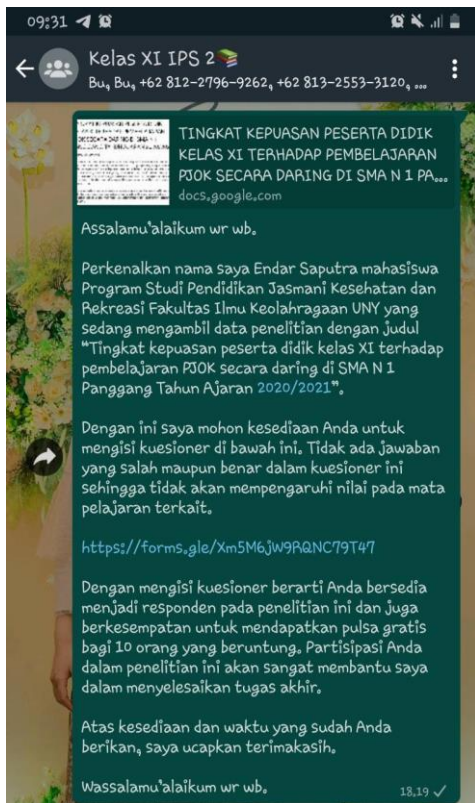 09:31
Kelas XI IPS 2
Bu, Bu, +62 812-2796-9262, +62 813-2553-3120, ...
TINGKAT KEPUASAN PESERTA DIDIK
KELAS XI TERHADAP PEMBELAJARAN
PJOK SECARA DARING DI SMA N 1 PA...
docs.google.com
Assalamu'alaikum wr wb.
Perkenalkan nama saya Endar Saputra mahasiswa
Program Studi Pendidikan Jasmani Kesehatan dan
Rekreasi Fakultas Ilmu Keolahragaan UNY yang
sedang mengambil data penelitian dengan judul
"Tingkat kepuasan peserta didik kelas XI terhadap
pembelajaran PJOK secara daring di SMA N 1
Panggang Tahun Ajaran 2020/2021".
Dengan ini saya mohon kesediaan Anda untuk
mengisi kuesioner di bawah ini. Tidak ada jawaban
yang salah maupun benar dalam kuesioner ini
sehingga tidak akan mempengaruhi nilai pada mata
pelajaran terkait.
https://forms.gle/Xm5M6jW9RQNC79T47
Dengan mengisi kuesioner berarti Anda bersedia
menjadi responden pada penelitian ini dan juga
berkesempatan untuk mendapatkan pulsa gratis
bagi 10 orang yang beruntung. Partisipasi Anda
dalam penelitian ini akan sangat membantu saya
dalam menyelesaikan tugas akhir.
Atas kesediaan dan waktu yang sudah Anda
berikan, saya ucapkan terimakasih.
Wassalamu'alaikum wr wb.
18.19